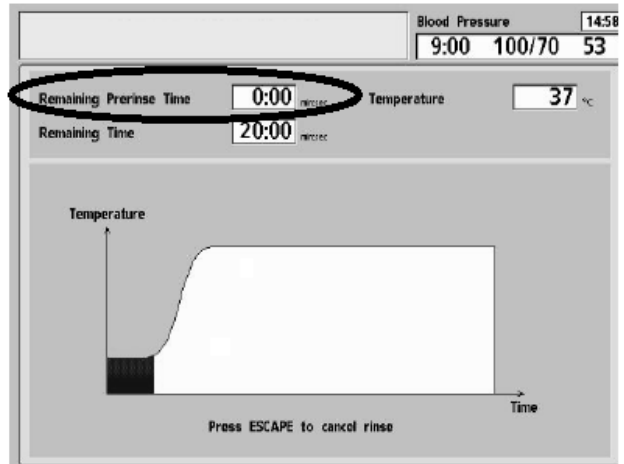 Blood Pressure 14:58
9:00 100/70 53
Remaining Prerinse Time 0:00 Temperature 37 °C
Remaining Time 20:00
Temperature
Time
Press ESCAPE to cancel rinse